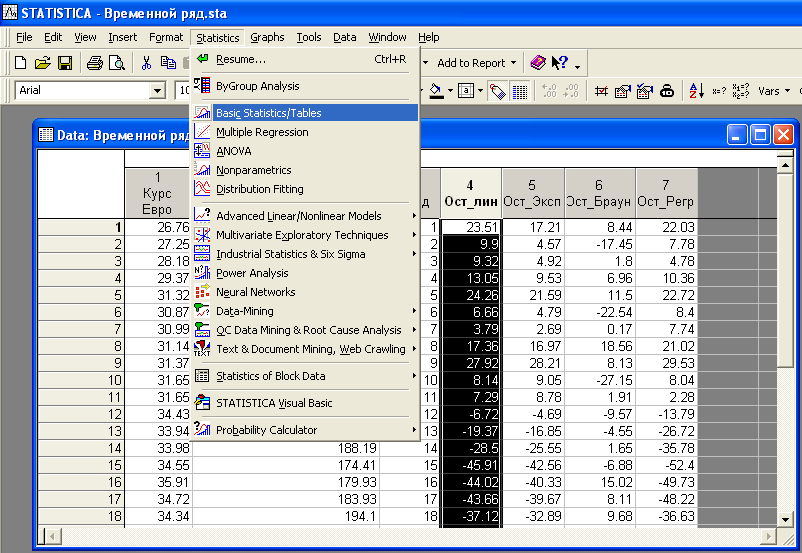 STATISTICA - Временной ряд.sta
File Edit View Insert Format Statistics Graphs Tools Data Window Help
Add to Report
Arial 10 Vars
Resume... Ctrl+R
ByGroup Analysis
Basic Statistics/Tables
Multiple Regression
ANOVA
Nonparametrics
Distribution Fitting
Advanced Linear/Nonlinear Models
Multivariate Exploratory Techniques
Industrial Statistics & Six Sigma
Power Analysis
Neural Networks
Data-Mining
QC Data Mining & Root Cause Analysis
Text & Document Mining, Web Crawling
Statistics of Block Data
STATISTICA Visual Basic
Probability Calculator
Data: Временной ряд
1 4 5 6 7
Курс Евро д Ост_лин Ост_Эксп Ост_Браун Ост_Регр
1 26.76 1 23.51 17.21 8.44 22.03
2 27.25 2 9.9 4.57 -17.45 7.78
3 28.18 3 9.32 4.92 1.8 4.78
4 29.37 4 13.05 9.53 6.96 10.36
5 31.32 5 24.26 21.59 11.5 22.72
6 30.87 6 6.66 4.79 -22.54 8.4
7 30.99 7 3.79 2.69 0.17 7.74
8 31.14 8 17.36 16.97 18.56 21.02
9 31.37 9 27.92 28.21 8.13 29.53
10 31.65 10 8.14 9.05 -27.15 8.04
11 31.65 11 7.29 8.78 1.91 2.28
12 34.43 12 -6.72 -4.69 -9.57 -13.79
13 33.94 13 -19.37 -16.85 -4.55 -26.72
14 33.98 188.19 14 -28.5 -25.55 1.65 -35.78
15 34.55 174.41 15 -45.91 -42.56 -6.88 -52.4
16 35.91 179.93 16 -44.02 -40.33 15.02 -49.73
17 34.72 183.93 17 -43.66 -39.67 8.11 -48.22
18 34.34 194.1 18 -37.12 -32.89 9.68 -36.63